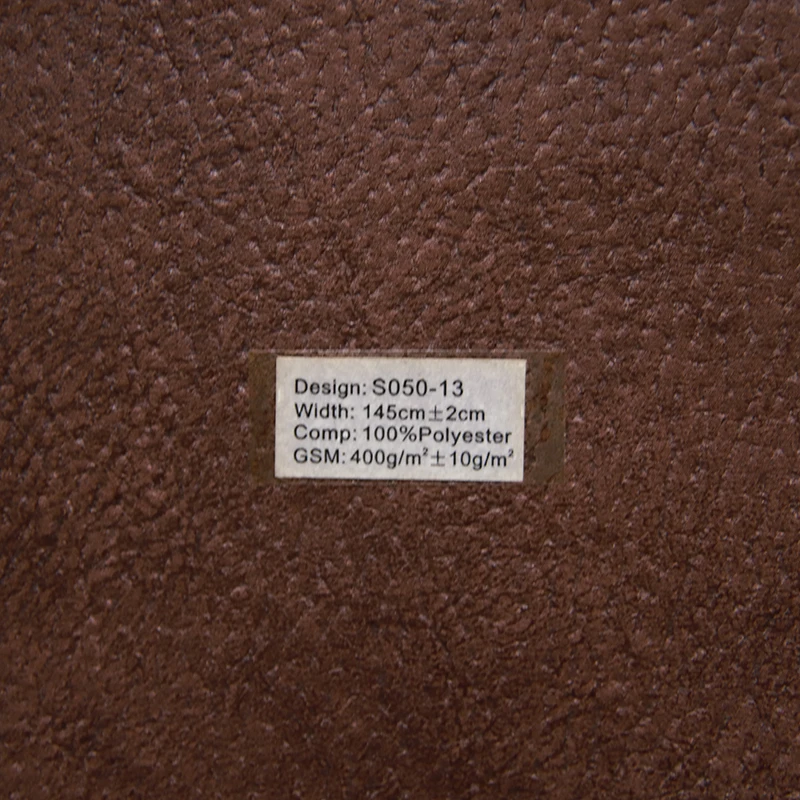 Design: S050-13
Width: 145cm±2cm
Comp: 100%Polyester
GSM: 400g/m²±10g/m²